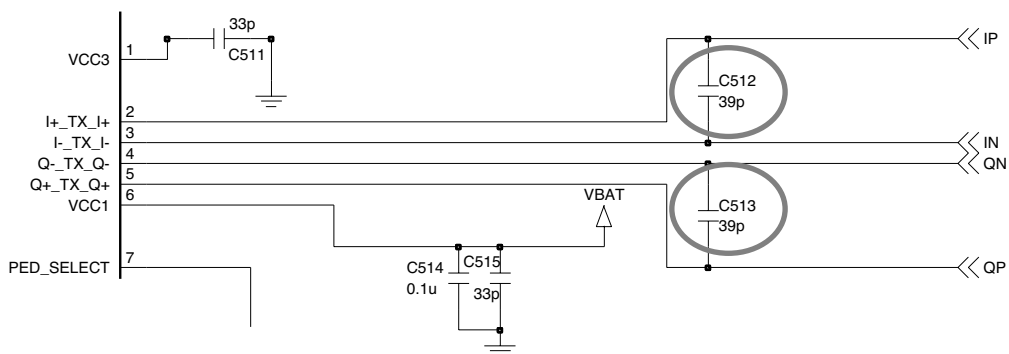 33p
C511
VCC3
1
IP
C512
39p
I+_TX_I+
2
I-_TX_I-
3
IN
Q-_TX_Q-
4
QN
Q+_TX_Q+
5
VCC1
6
VBAT
C513
39p
PED_SELECT
7
C514
0.1u
C515
33p
QP